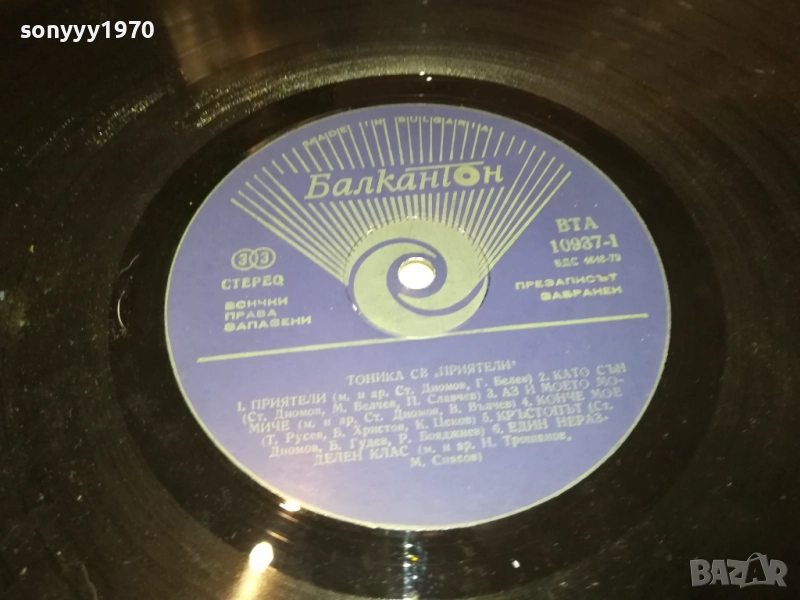 sonyyy1970
MADE IN BULGARIA
Балкантон
ВТА
10937-1
БДС 4848-79
33
СТЕРЕО
ВСИЧКИ
ПРАВА
ЗАПАЗЕНИ
ПРЕЗАПИСЪТ
ЗАБРАНЕН
ТОНИКА СВ „ПРИЯТЕЛИ“
1. ПРИЯТЕЛИ (м. и ар. Ст. Диомов, Г. Белев) 2. КАТО СЪН
(Ст. Диомов, М. Белчев, П. Славчев) 3. АЗ И МОЕТО МО-
МИЧЕ (м. и ар. Ст. Диомов, В. Вълчев) 4. КОНЧЕ МОЕ
(Т. Русев, Б. Христов, К. Цеков) 5. КРЪСТОПЪТ (Ст.
Диомов, В. Гудев, Р. Бояджиев) 6. ЕДИН НЕРАЗ-
ДЕЛЕН КЛАС (м. и ар. Н. Трошанов,
М. Спасов)
BAZAR